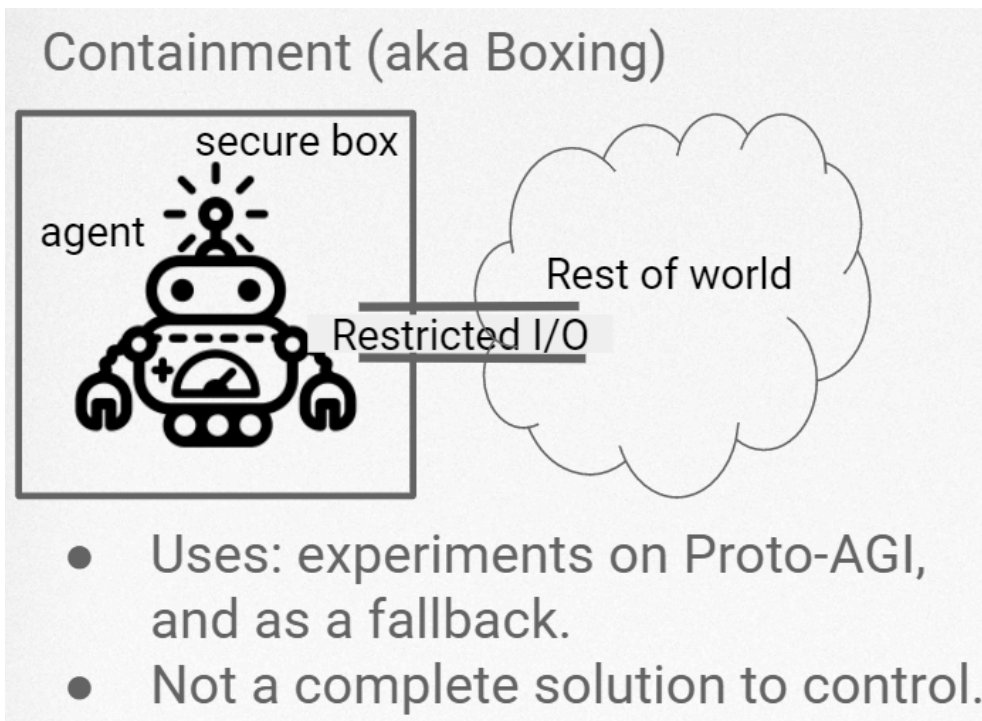 Containment (aka Boxing)
secure box
agent
Rest of world
Restricted I/O
● Uses: experiments on Proto-AGI,
and as a fallback.
● Not a complete solution to control.